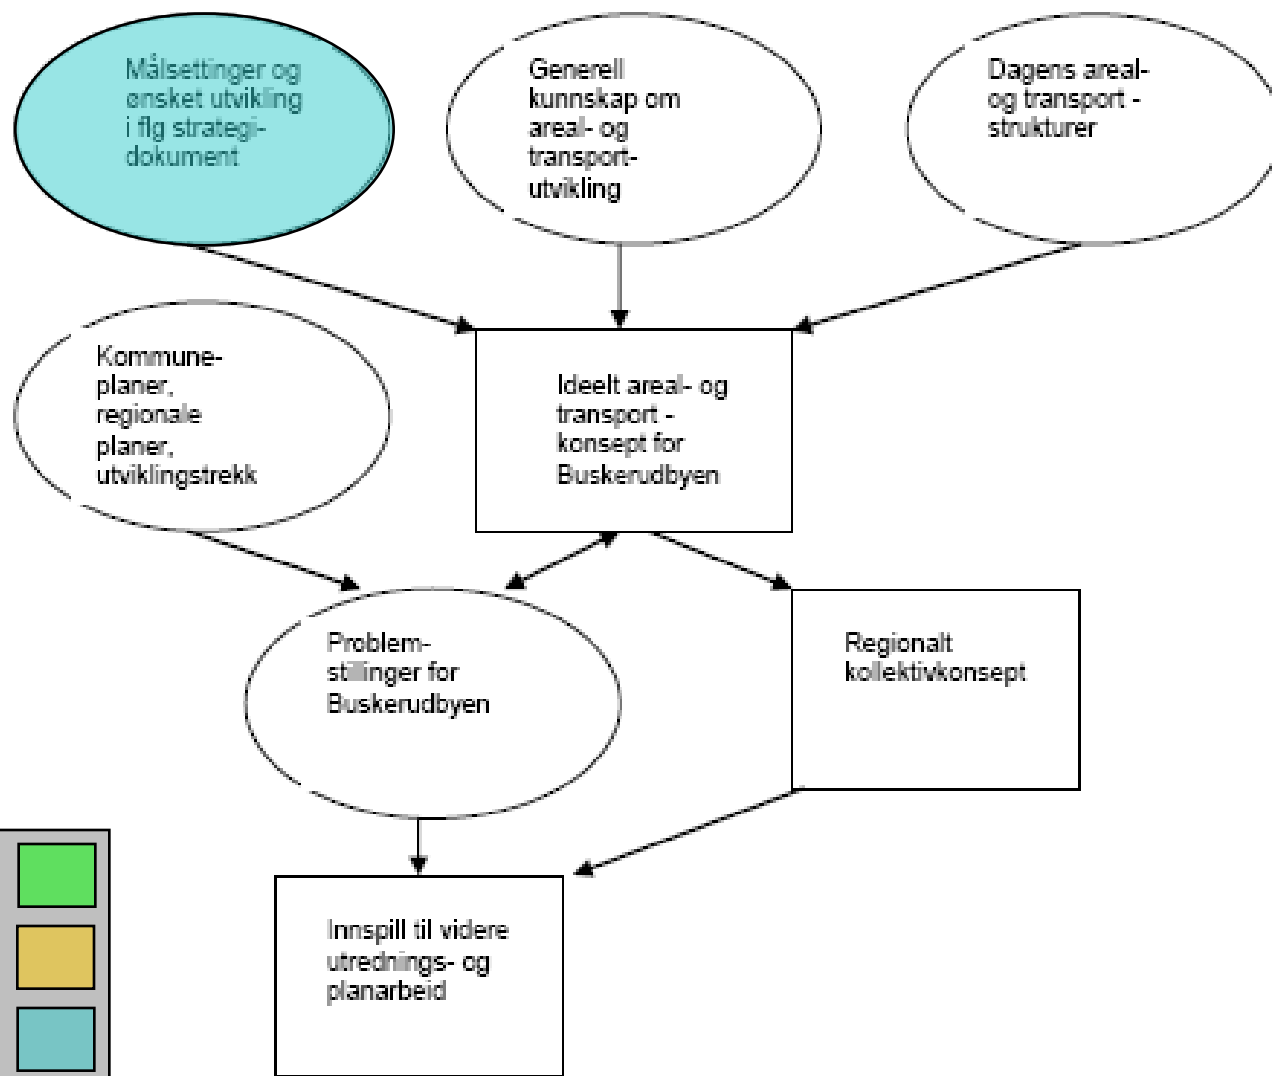 Målsettinger og
ønsket utvikling
i flg strategi-
dokument
Generell
kunnskap om
areal- og
transport-
utvikling
Dagens areal-
og transport -
strukturer
Kommune-
planer,
regionale
planer,
utviklingstrekk
Ideelt areal- og
transport -
konsept for
Buskerudbyen
Problem-
stillinger for
Buskerudbyen
Regionalt
kollektivkonsept
Innspill til videre
utrednings- og
planarbeid